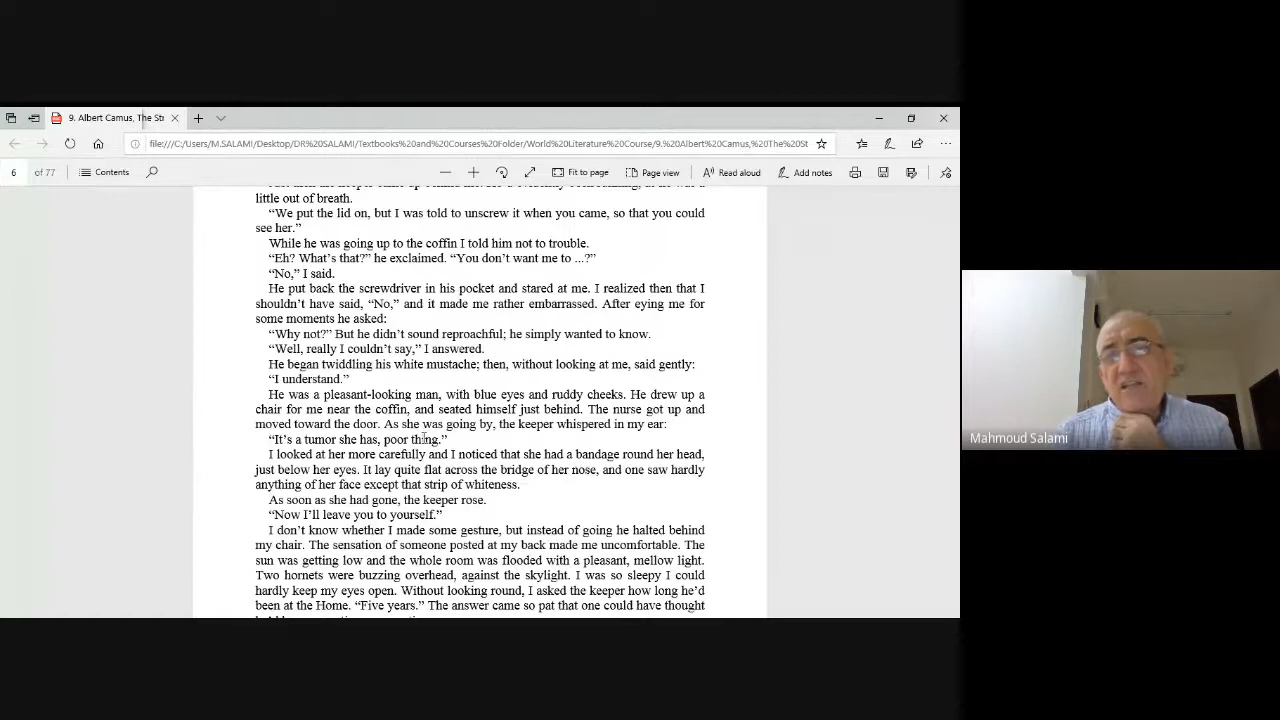 9. Albert Camus, The Str
file:///C:/Users/M.SALAMI/Desktop/DR%20SALAMI/Textbooks%20and%20Courses%20Folder/World%20Literature%20Course/9.%20Albert%20Camus,%20The%20St
6 of 77 Contents Fit to page Page view Read aloud Add notes
little out of breath.
“We put the lid on, but I was told to unscrew it when you came, so that you could
see her.”
While he was going up to the coffin I told him not to trouble.
“Eh? What’s that?” he exclaimed. “You don’t want me to ...?”
“No,” I said.
He put back the screwdriver in his pocket and stared at me. I realized then that I
shouldn’t have said, “No,” and it made me rather embarrassed. After eying me for
some moments he asked:
“Why not?” But he didn’t sound reproachful; he simply wanted to know.
“Well, really I couldn’t say,” I answered.
He began twiddling his white mustache; then, without looking at me, said gently:
“I understand.”
He was a pleasant-looking man, with blue eyes and ruddy cheeks. He drew up a
chair for me near the coffin, and seated himself just behind. The nurse got up and
moved toward the door. As she was going by, the keeper whispered in my ear:
“It’s a tumor she has, poor thing.”
I looked at her more carefully and I noticed that she had a bandage round her head,
just below her eyes. It lay quite flat across the bridge of her nose, and one saw hardly
anything of her face except that strip of whiteness.
As soon as she had gone, the keeper rose.
“Now I’ll leave you to yourself.”
I don’t know whether I made some gesture, but instead of going he halted behind
my chair. The sensation of someone posted at my back made me uncomfortable. The
sun was getting low and the whole room was flooded with a pleasant, mellow light.
Two hornets were buzzing overhead, against the skylight. I was so sleepy I could
hardly keep my eyes open. Without looking round, I asked the keeper how long he’d
been at the Home. “Five years.” The answer came so pat that one could have thought
Mahmoud Salami